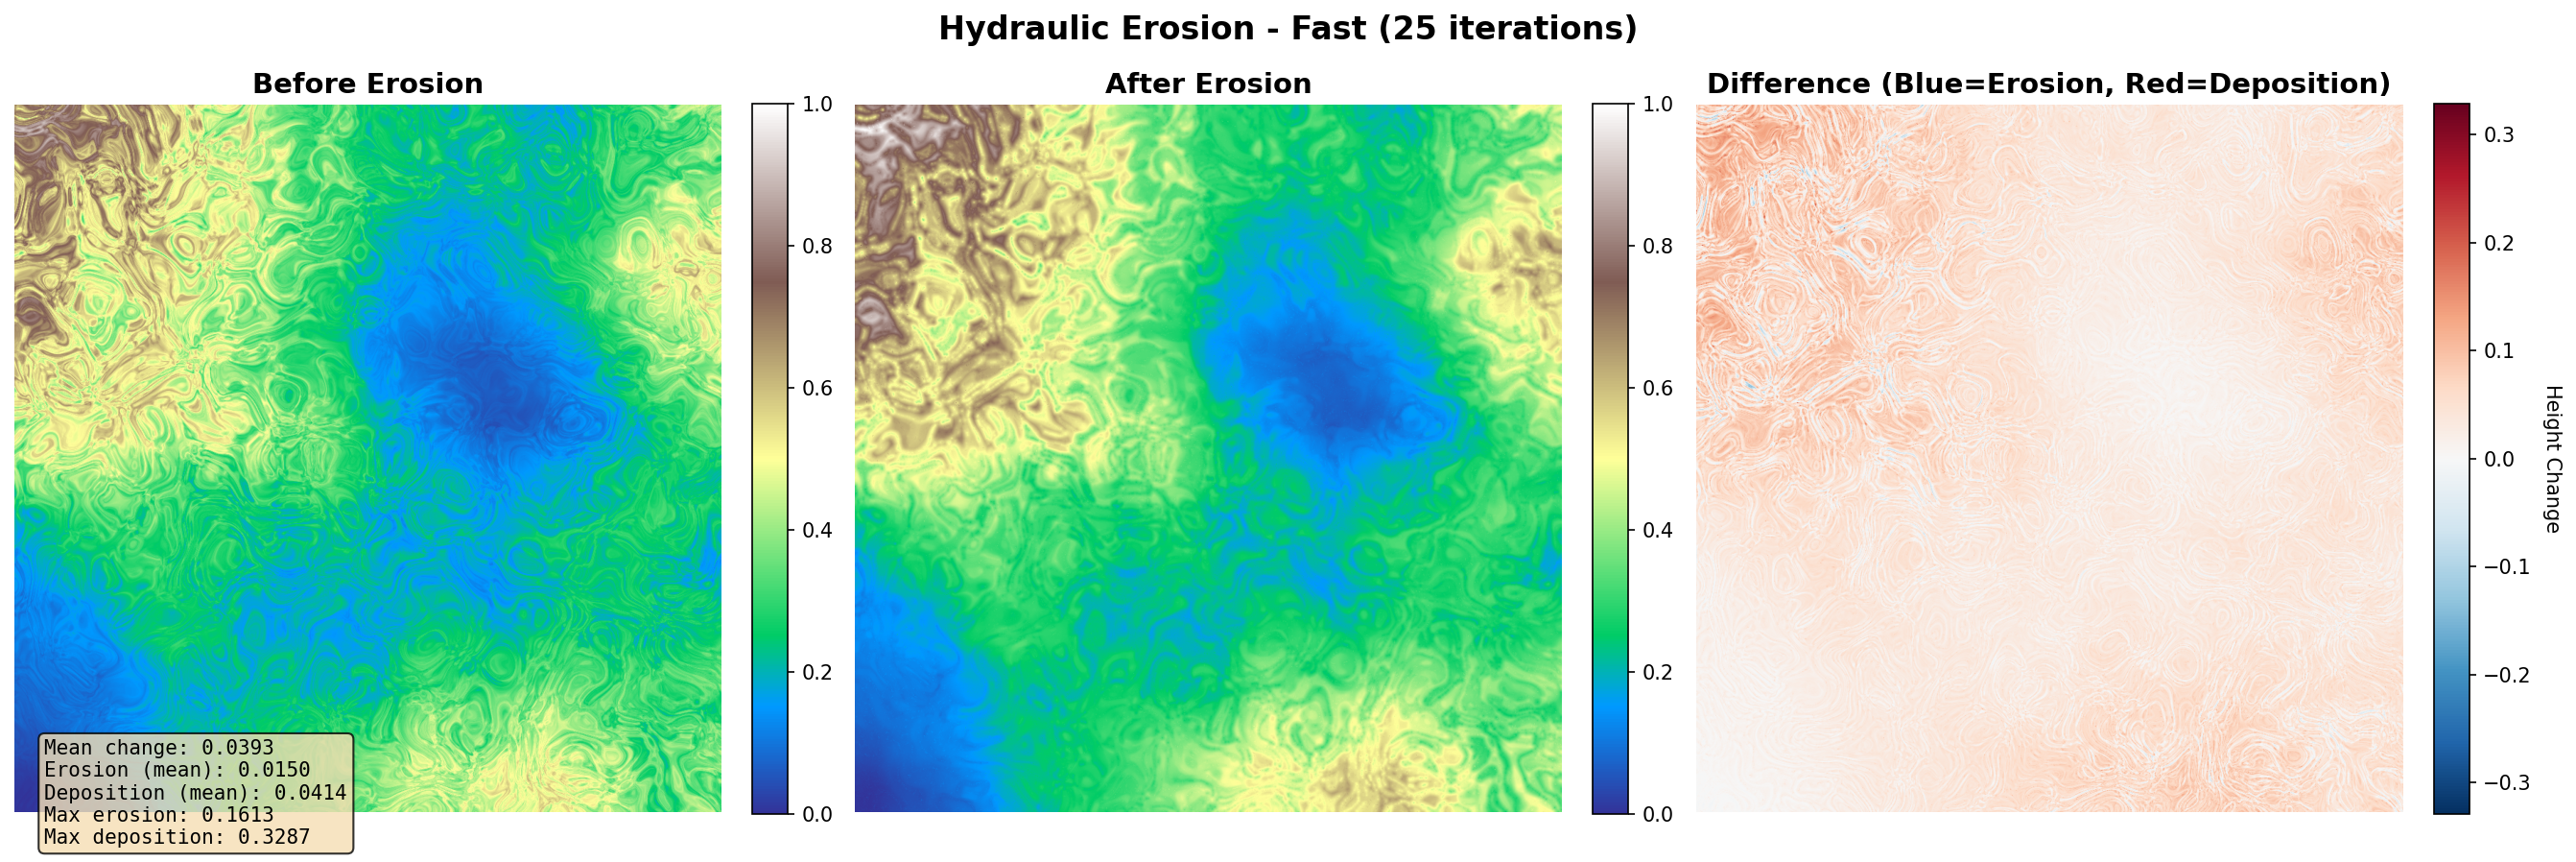 Hydraulic Erosion - Fast (25 iterations)
Before Erosion
After Erosion
Difference (Blue=Erosion, Red=Deposition)
1.0
0.8
0.6
0.4
0.2
0.0
1.0
0.8
0.6
0.4
0.2
0.0
0.3
0.2
0.1
0.0
−0.1
−0.2
−0.3
Height Change
Mean change: 0.0393
Erosion (mean): 0.0150
Deposition (mean): 0.0414
Max erosion: 0.1613
Max deposition: 0.3287